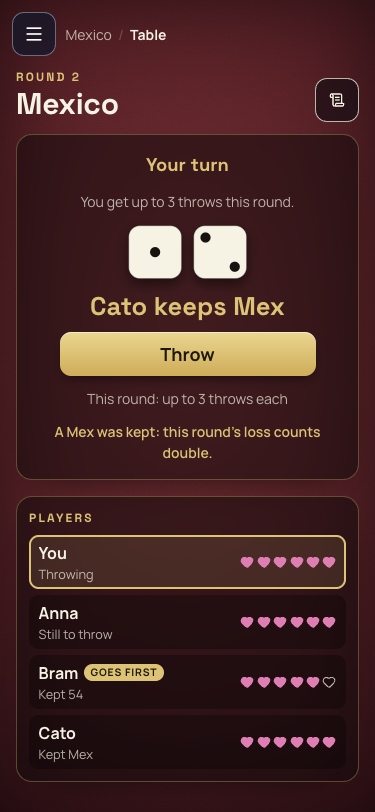 Mexico / Table
ROUND 2
Mexico
Your turn
You get up to 3 throws this round.
Cato keeps Mex
Throw
This round: up to 3 throws each
A Mex was kept: this round's loss counts
double.
PLAYERS
You
Throwing
Anna
Still to throw
Bram GOES FIRST
Kept 54
Cato
Kept Mex